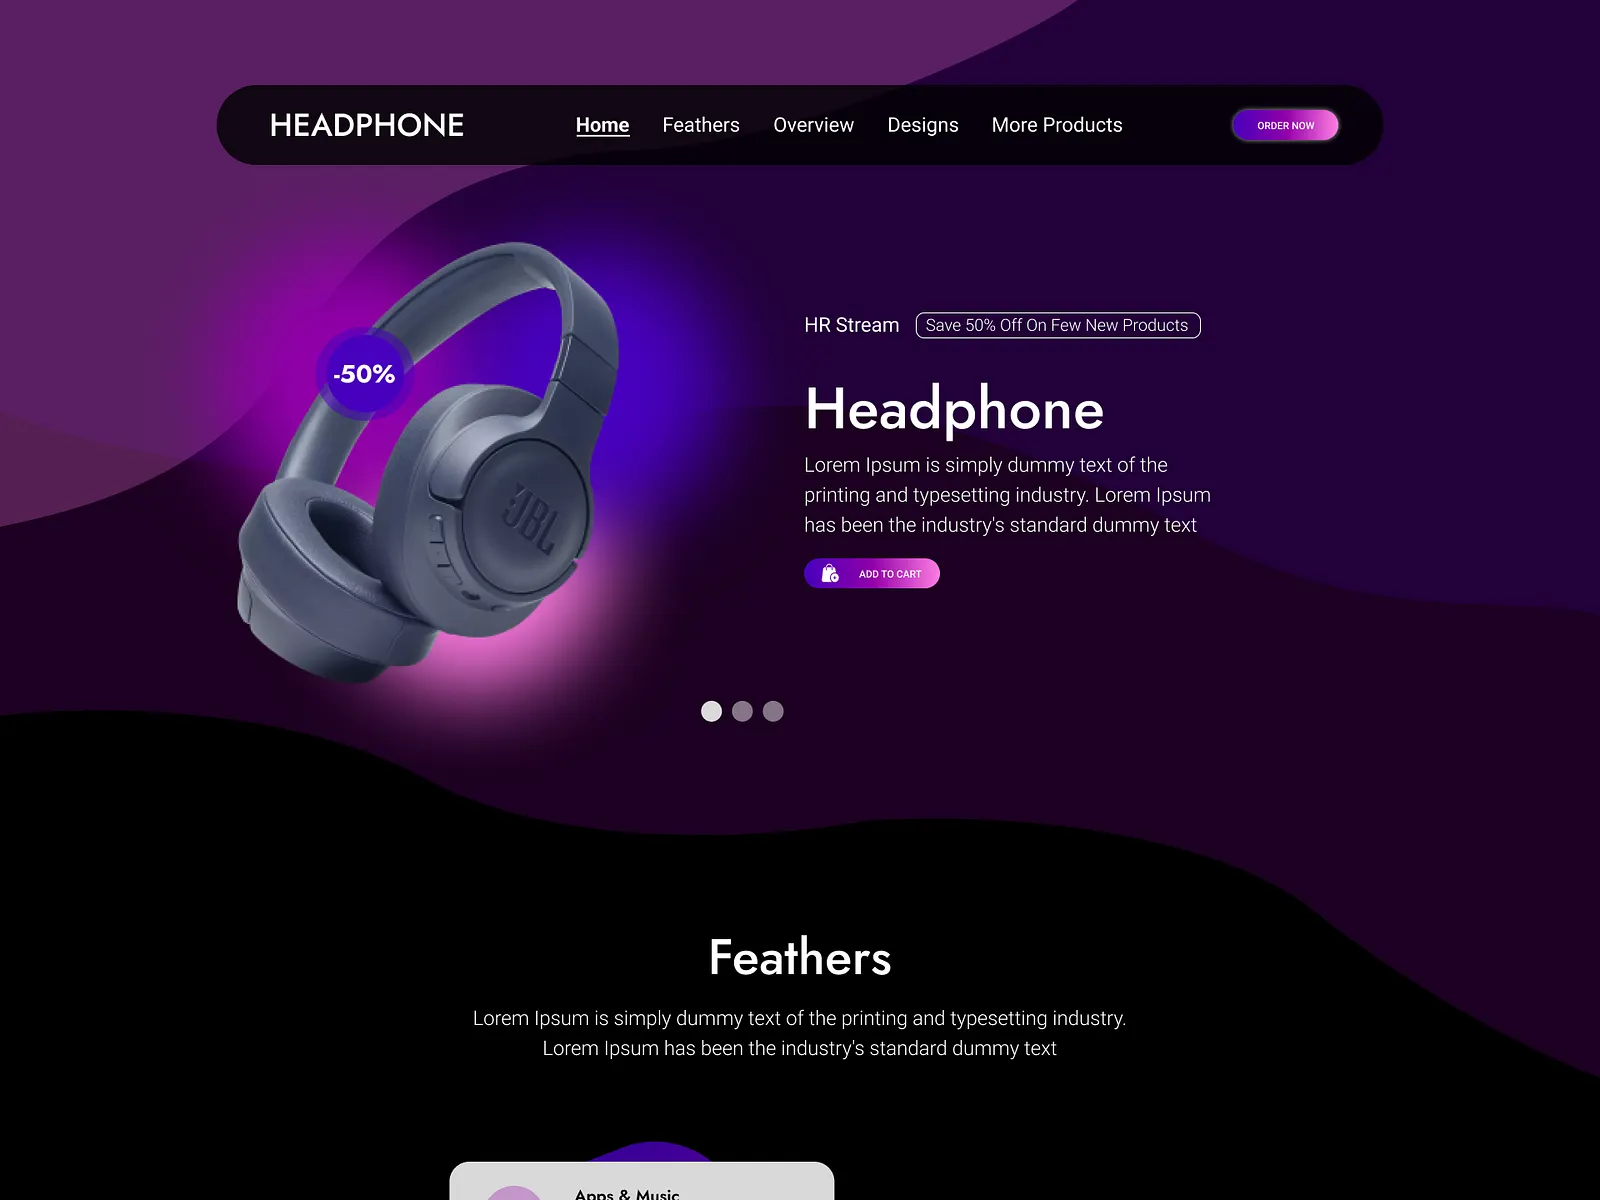 HEADPHONE
Home Feathers Overview Designs More Products
ORDER NOW
-50%
JBL
HR Stream Save 50% Off On Few New Products
Headphone
Lorem Ipsum is simply dummy text of the
printing and typesetting industry. Lorem Ipsum
has been the industry's standard dummy text
ADD TO CART
Feathers
Lorem Ipsum is simply dummy text of the printing and typesetting industry.
Lorem Ipsum has been the industry's standard dummy text
Apps & Music